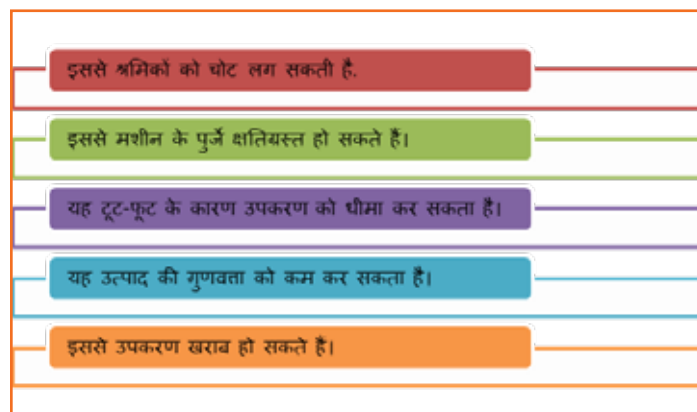 इससे श्रमिकों को चोट लग सकती है.
इससे मशीन के पुर्जे क्षतिग्रस्त हो सकते हैं।
यह टूट-फूट के कारण उपकरण को धीमा कर सकता है।
यह उत्पाद की गुणवत्ता को कम कर सकता है।
इससे उपकरण खराब हो सकते हैं।